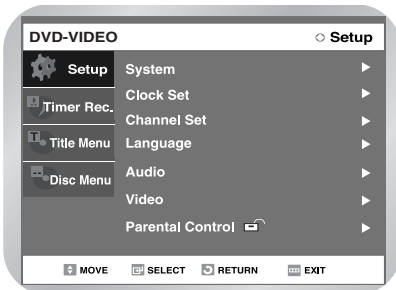 DVD-VIDEO Setup
Setup
Timer Rec.
Title Menu
Disc Menu
System
Clock Set
Channel Set
Language
Audio
Video
Parental Control
MOVE SELECT RETURN EXIT